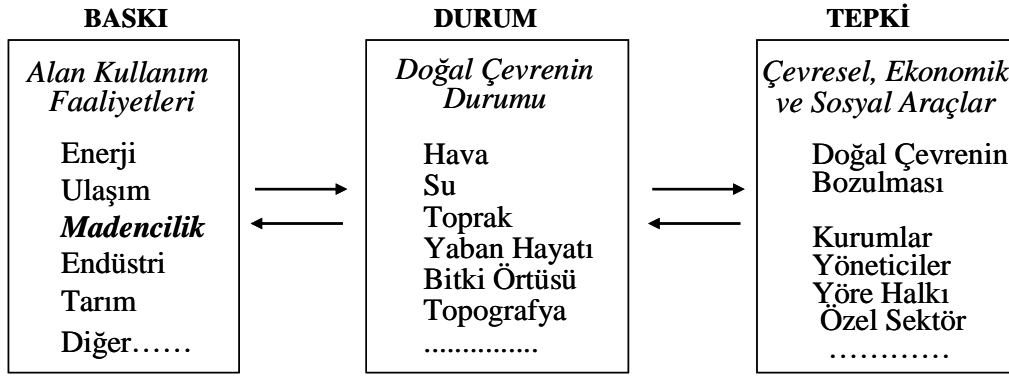 BASKI
Alan Kullanım
Faaliyetleri
Enerji
Ulaşım
Madencilik
Endüstri
Tarım
Diğer……
DURUM
Doğal Çevrenin
Durumu
Hava
Su
Toprak
Yaban Hayatı
Bitki Örtüsü
Topografya
...............
TEPKİ
Çevresel, Ekonomik
ve Sosyal Araçlar
Doğal Çevrenin
Bozulması
Kurumlar
Yöneticiler
Yöre Halkı
Özel Sektör
…………